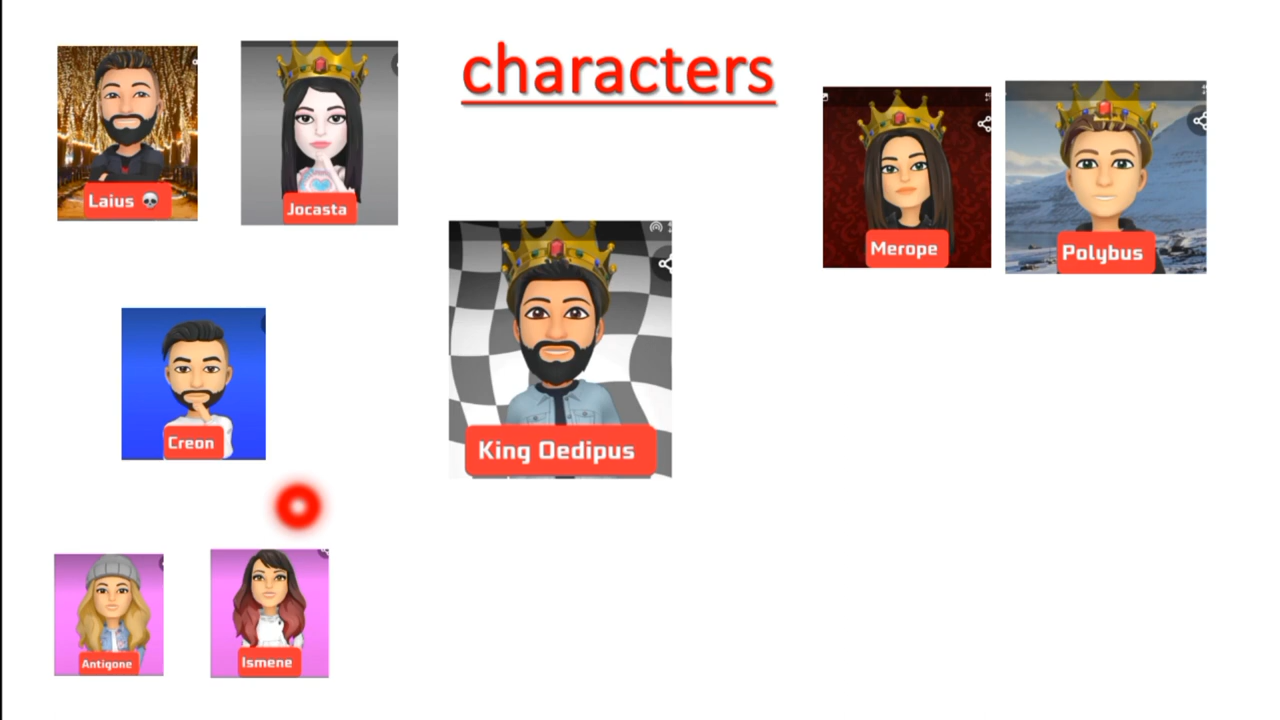 characters
Laius 💀
Jocasta
Merope
Polybus
King Oedipus
Creon
Antigone
Ismene